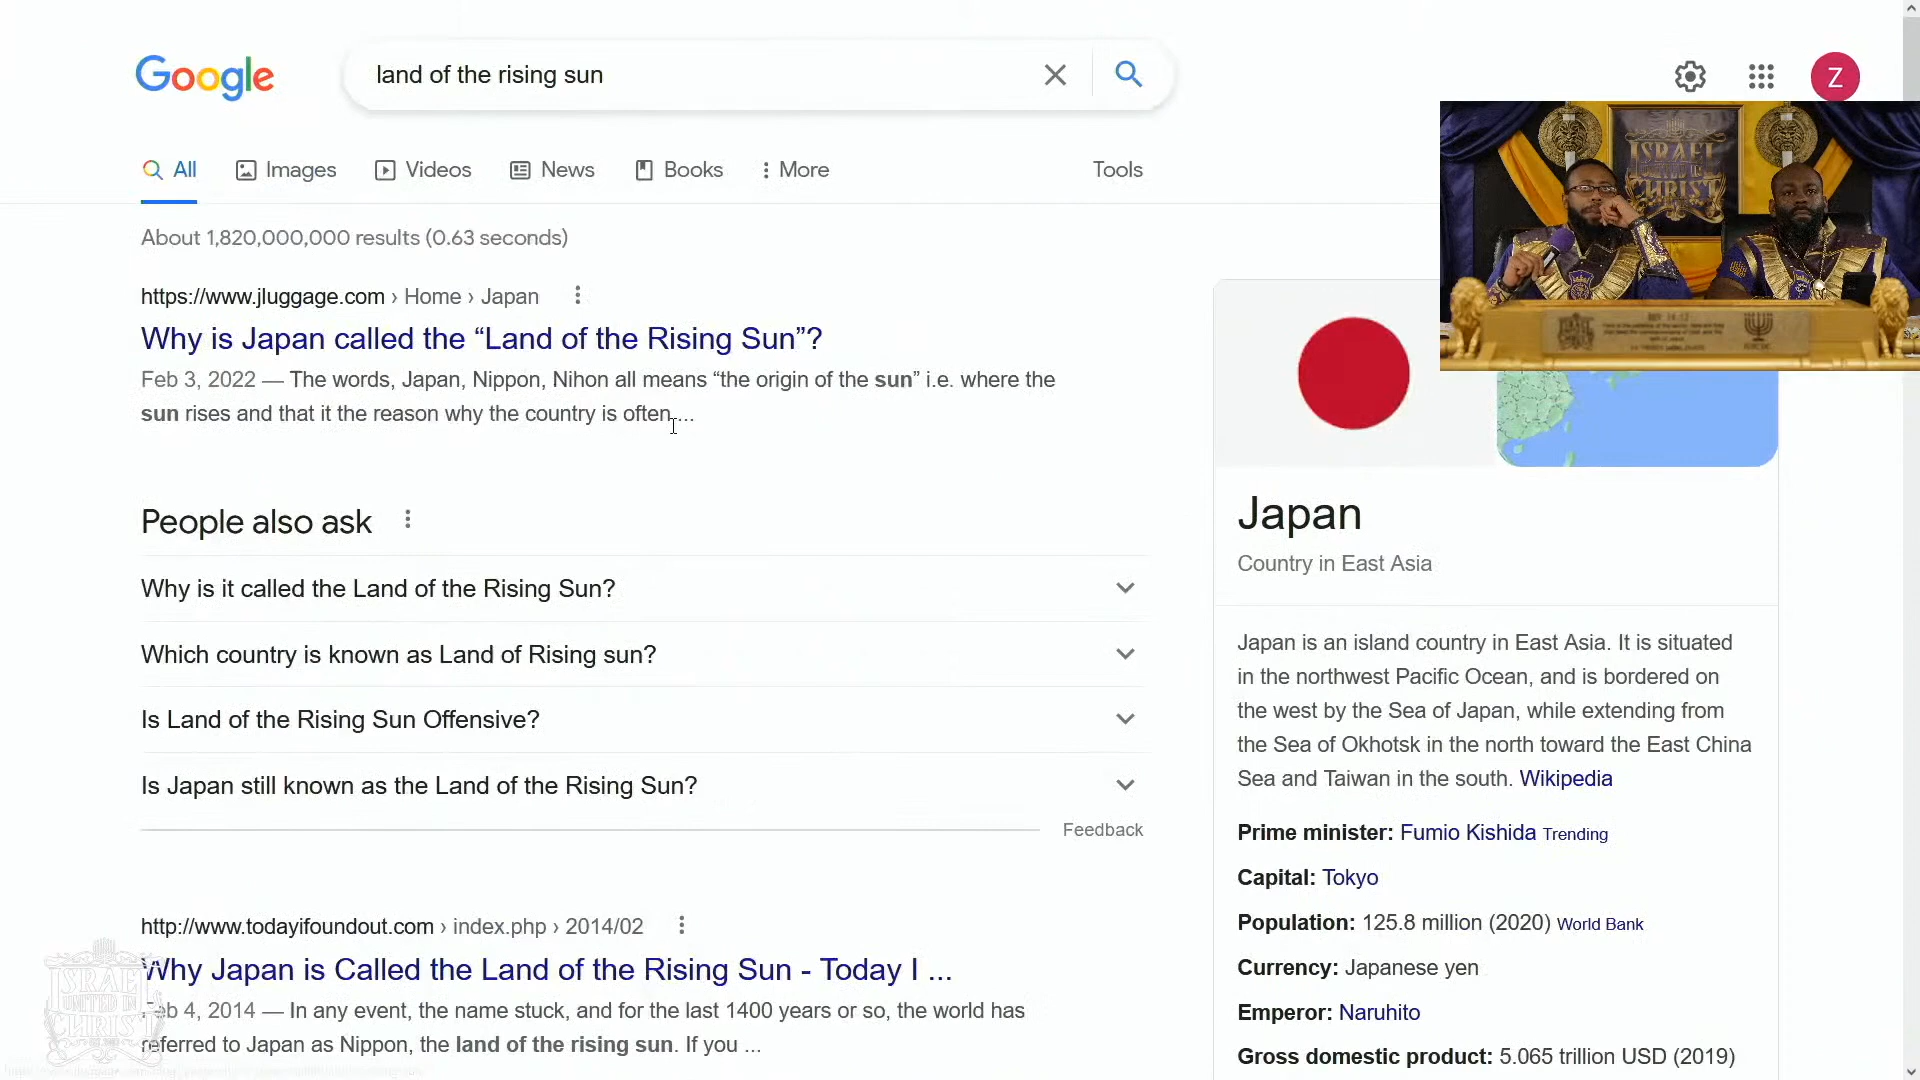 Google
land of the rising sun
Z
All
Images
Videos
News
Books
More
Tools
About 1,820,000,000 results (0.63 seconds)
https://www.jluggage.com › Home › Japan
Why is Japan called the “Land of the Rising Sun”?
Feb 3, 2022 — The words, Japan, Nippon, Nihon all means “the origin of the sun” i.e. where the
sun rises and that it the reason why the country is often ...
People also ask
Why is it called the Land of the Rising Sun?
Which country is known as Land of Rising sun?
Is Land of the Rising Sun Offensive?
Is Japan still known as the Land of the Rising Sun?
Feedback
http://www.todayifoundout.com › index.php › 2014/02
Why Japan is Called the Land of the Rising Sun - Today I ...
Feb 4, 2014 — In any event, the name stuck, and for the last 1400 years or so, the world has
referred to Japan as Nippon, the land of the rising sun. If you ...
ISRAEL
UNITED IN
CHRIST
ISRAEL
UNITED IN
CHRIST
Japan
Country in East Asia
Japan is an island country in East Asia. It is situated
in the northwest Pacific Ocean, and is bordered on
the west by the Sea of Japan, while extending from
the Sea of Okhotsk in the north toward the East China
Sea and Taiwan in the south. Wikipedia
Prime minister: Fumio Kishida Trending
Capital: Tokyo
Population: 125.8 million (2020) World Bank
Currency: Japanese yen
Emperor: Naruhito
Gross domestic product: 5.065 trillion USD (2019)